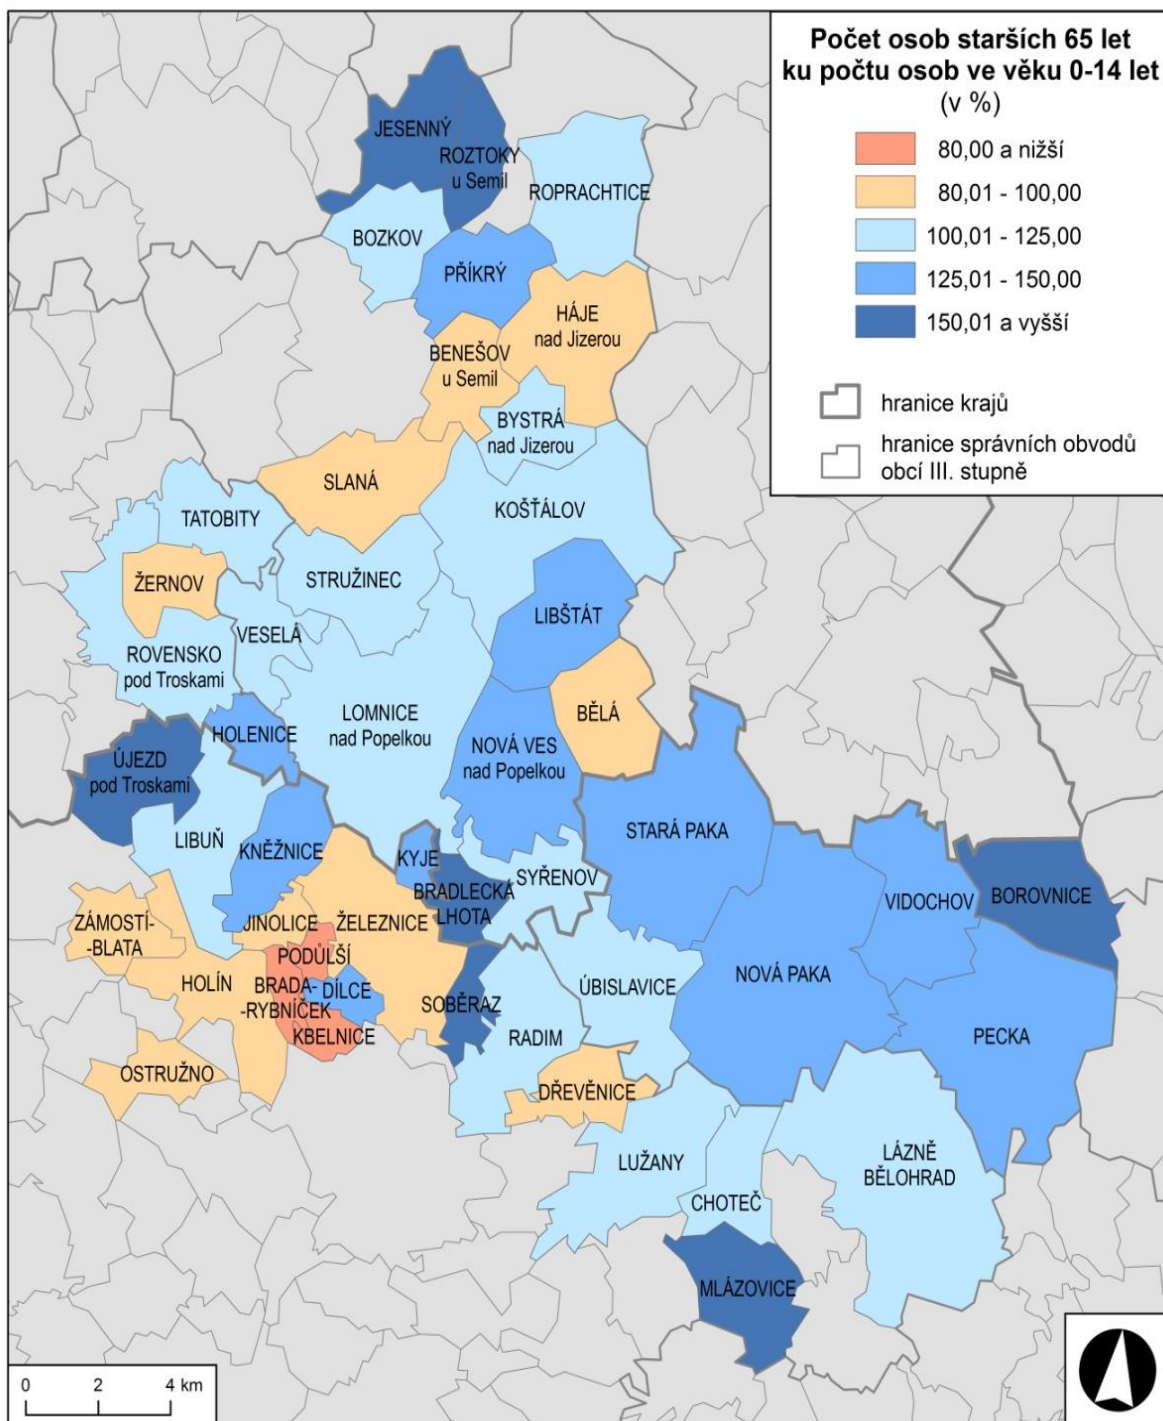 Počet osob starších 65 let
ku počtu osob ve věku 0-14 let
(v %)
80,00 a nižší
80,01 - 100,00
100,01 - 125,00
125,01 - 150,00
150,01 a vyšší
hranice krajů
hranice správních obvodů
obcí III. stupně
JESENNÝ
ROZTOKY
u Semil
ROPRACHTICE
BOZKOV
PŘÍKRÝ
HÁJE
nad Jizerou
BENEŠOV
u Semil
BYSTRÁ
nad Jizerou
SLANÁ
KOŠŤÁLOV
TATOBITY
STRUŽINEC
ŽERNOV
LIBŠTÁT
VESELÁ
ROVENSKO
pod Troskami
LOMNICE
nad Popelkou
BĚLÁ
HOLENICE
NOVÁ VES
nad Popelkou
ÚJEZD
pod Troskami
STARÁ PAKA
LIBUŇ
KNĚŽNICE
KYJE
SYŘENOV
BRADLECKÁ
LHOTA
VIDOCHOV
BOROVNICE
ZÁMOSTÍ-
-BLATA
JINOLICE
ŽELEZNICE
PODŮLŠÍ
NOVÁ PAKA
HOLÍN
BRADA-
-RYBNÍČEK
DÍLCE
ÚBISLAVICE
SOBĚRAZ
KBELNICE
RADIM
PECKA
OSTRUŽNO
DŘEVĚNICE
LUŽANY
LÁZNĚ
BĚLOHRAD
CHOTEČ
MLÁZOVICE
0 2 4 km